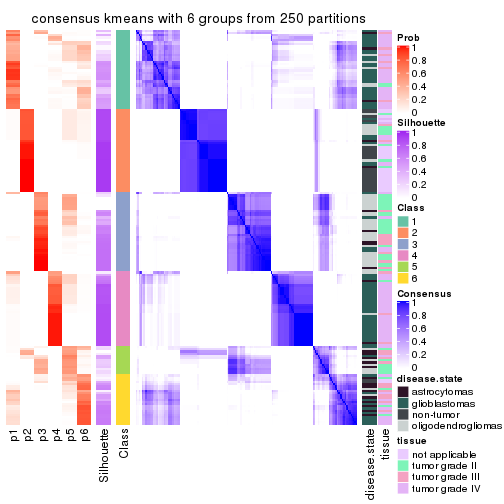 consensus kmeans with 6 groups from 250 partitions
Prob
1
0.8
0.6
0.4
0.2
0
Silhouette
1
0.8
0.6
0.4
0.2
0
Class
1
2
3
4
5
6
Consensus
1
0.8
0.6
0.4
0.2
0
disease.state
astrocytomas
glioblastomas
non-tumor
oligodendrogliomas
tissue
not applicable
tumor grade II
tumor grade III
tumor grade IV
p1
p2
p3
p4
p5
p6
Silhouette
Class
disease.state
tissue